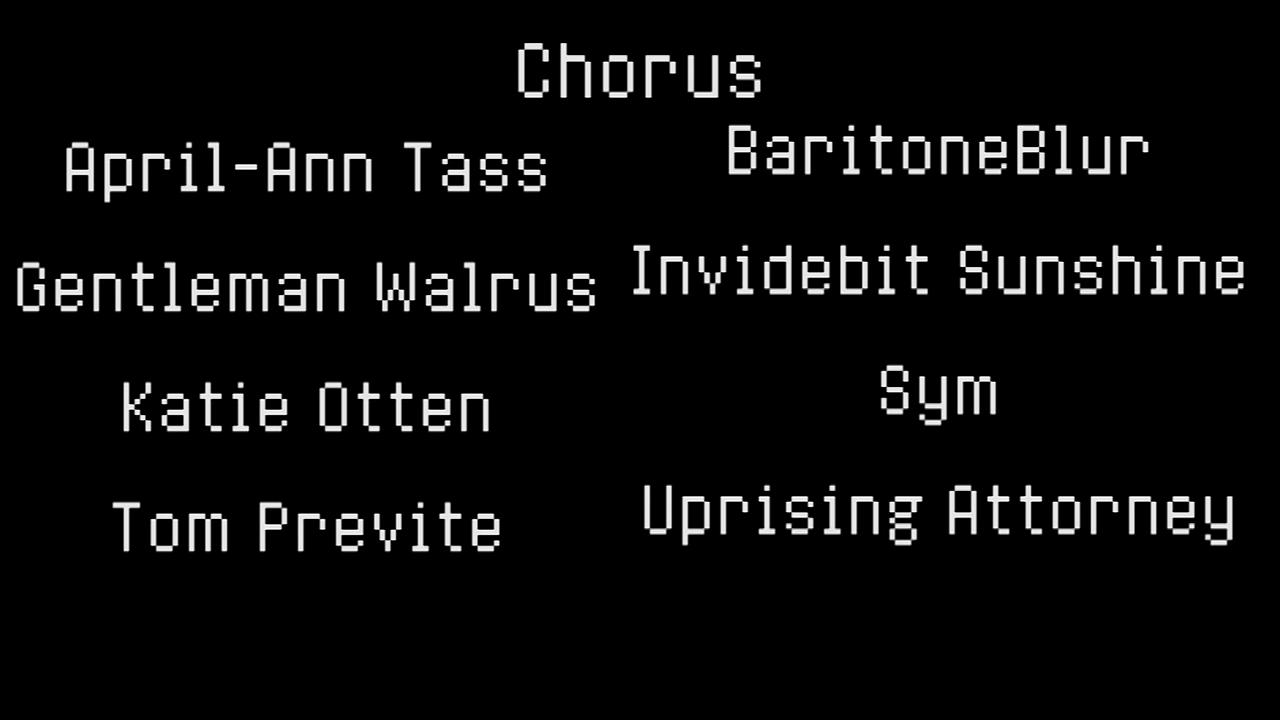 Chorus
April-Ann Tass
BaritoneBlur
Gentleman Walrus
Invidebit Sunshine
Katie Otten
Sym
Tom Previte
Uprising Attorney